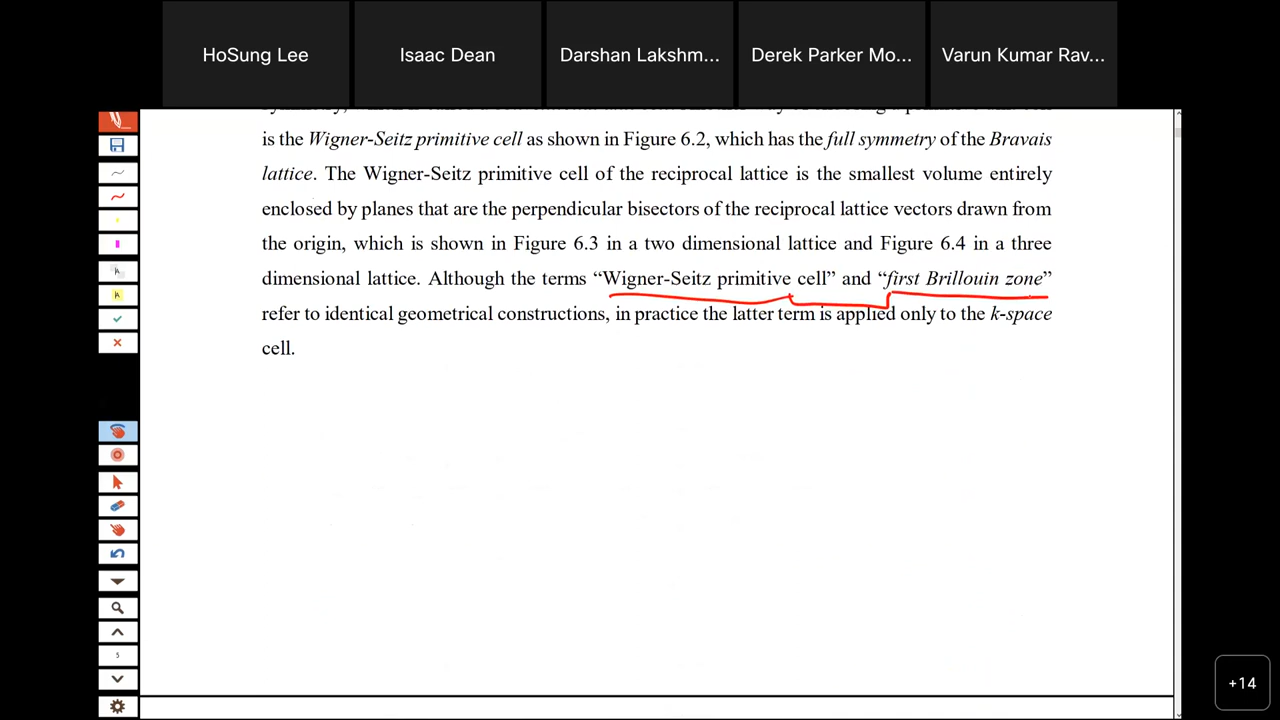 HoSung Lee
Isaac Dean
Darshan Lakshm...
Derek Parker Mo...
Varun Kumar Rav...
is the Wigner-Seitz primitive cell as shown in Figure 6.2, which has the full symmetry of the Bravais
lattice. The Wigner-Seitz primitive cell of the reciprocal lattice is the smallest volume entirely
enclosed by planes that are the perpendicular bisectors of the reciprocal lattice vectors drawn from
the origin, which is shown in Figure 6.3 in a two dimensional lattice and Figure 6.4 in a three
dimensional lattice. Although the terms “Wigner-Seitz primitive cell” and “first Brillouin zone”
refer to identical geometrical constructions, in practice the latter term is applied only to the k-space
cell.
5
+14